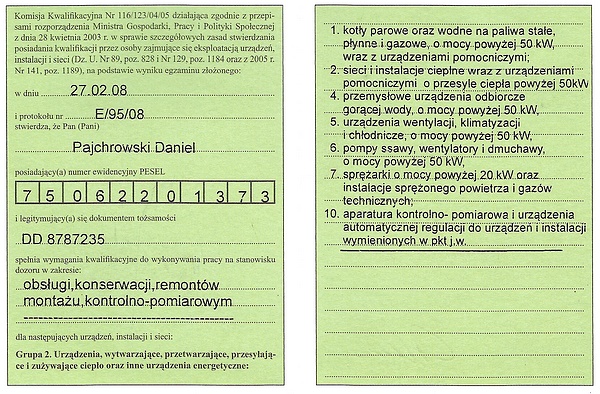 Komisja Kwalifikacyjna Nr 116/123/04/05 działająca zgodnie z przepi-
sami rozporządzenia Ministra Gospodarki, Pracy i Polityki Społecznej
z dnia 28 kwietnia 2003 r. w sprawie szczegółowych zasad stwierdzania
posiadania kwalifikacji przez osoby zajmujące się eksploatacją urządzeń,
instalacji i sieci (Dz. U. Nr 89, poz. 828 i Nr 129, poz. 1184 oraz z 2005 r.
Nr 141, poz. 1189), na podstawie wyniku egzaminu złożonego:
w dniu 27.02.08
i protokołu nr E/95/08
stwierdza, że Pan (Pani)
Pajchrowski Daniel
i posiadający(a) numer ewidencyjny PESEL
7 5 0 6 2 2 0 1 3 7 3
i legitymujący(a) się dokumentem tożsamości
DD 8787235
spełnia wymagania kwalifikacyjne do wykonywania pracy na stanowisku
dozoru w zakresie:
obsługi,konserwacji,remontów
montażu,kontrolno-pomiarowym
dla następujących urządzeń, instalacji i sieci:
Grupa 2. Urządzenia, wytwarzające, przetwarzające, przesyłają-
ce i zużywające ciepło oraz inne urządzenia energetyczne:
1. kotły parowe oraz wodne na paliwa stałe,
płynne i gazowe, o mocy powyżej 50 kW,
wraz z urządzeniami pomocniczymi;
2. sieci i instalacje cieplne wraz z urządzeniami
pomocniczymi o przesyle ciepła powyżej 50kW
4. przemysłowe urządzenia odbiorcze
gorącej wody, o mocy powyżej 50 kW,
5. urządzenia wentylacji, klimatyzacji
i chłodnicze, o mocy powyżej 50 kW,
6. pompy ssawy, wentylatory i dmuchawy,
o mocy powyżej 50 kW,
7. sprężarki o mocy powyżej 20 kW oraz
instalacje sprężonego powietrza i gazów
technicznych;
10. aparatura kontrolno- pomiarowa i urządzenia
automatycznej regulacji do urządzeń i instalacji
wymienionych w pkt j.w.